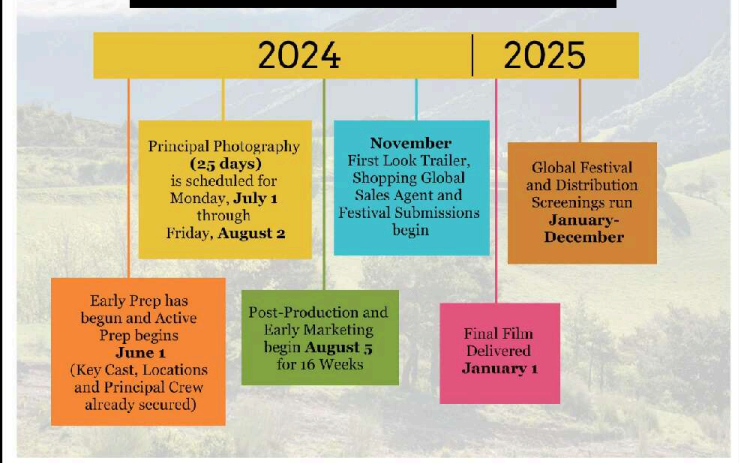 2024
2025
Principal Photography
(25 days)
is scheduled for
Monday, July 1
through
Friday, August 2
November
First Look Trailer,
Shopping Global
Sales Agent and
Festival Submissions
begin
Global Festival
and Distribution
Screenings run
January-
December
Early Prep has
begun and Active
Prep begins
June 1
(Key Cast, Locations
and Principal Crew
already secured)
Post-Production and
Early Marketing
begin August 5
for 16 Weeks
Final Film
Delivered
January 1